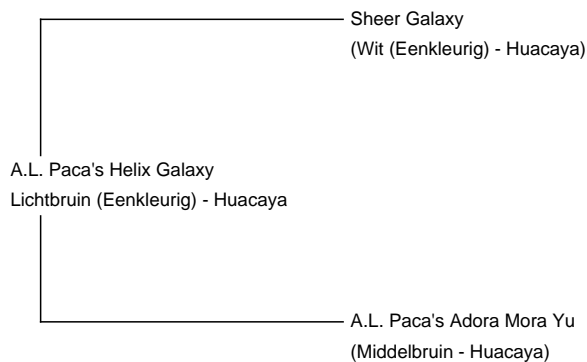 Sheer Galaxy
(Wit (Eenkleurig) - Huacaya)
A.L. Paca's Helix Galaxy
Lichtbruin (Eenkleurig) - Huacaya
A.L. Paca's Adora Mora Yu
(Middelbruin - Huacaya)